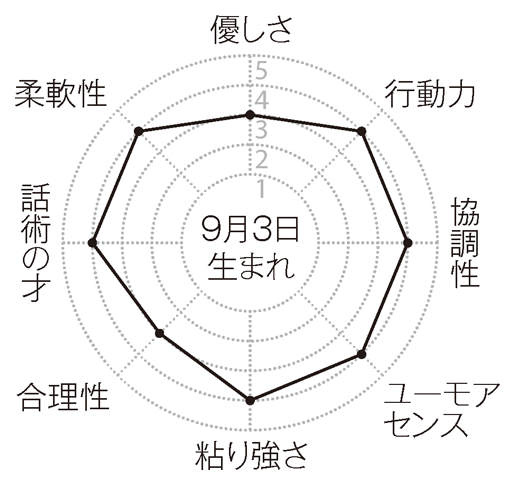 優しさ
行動力
協調性
ユーモア
センス
粘り強さ
合理性
話術の才
柔軟性
5
4
3
2
1
9月3日
生まれ